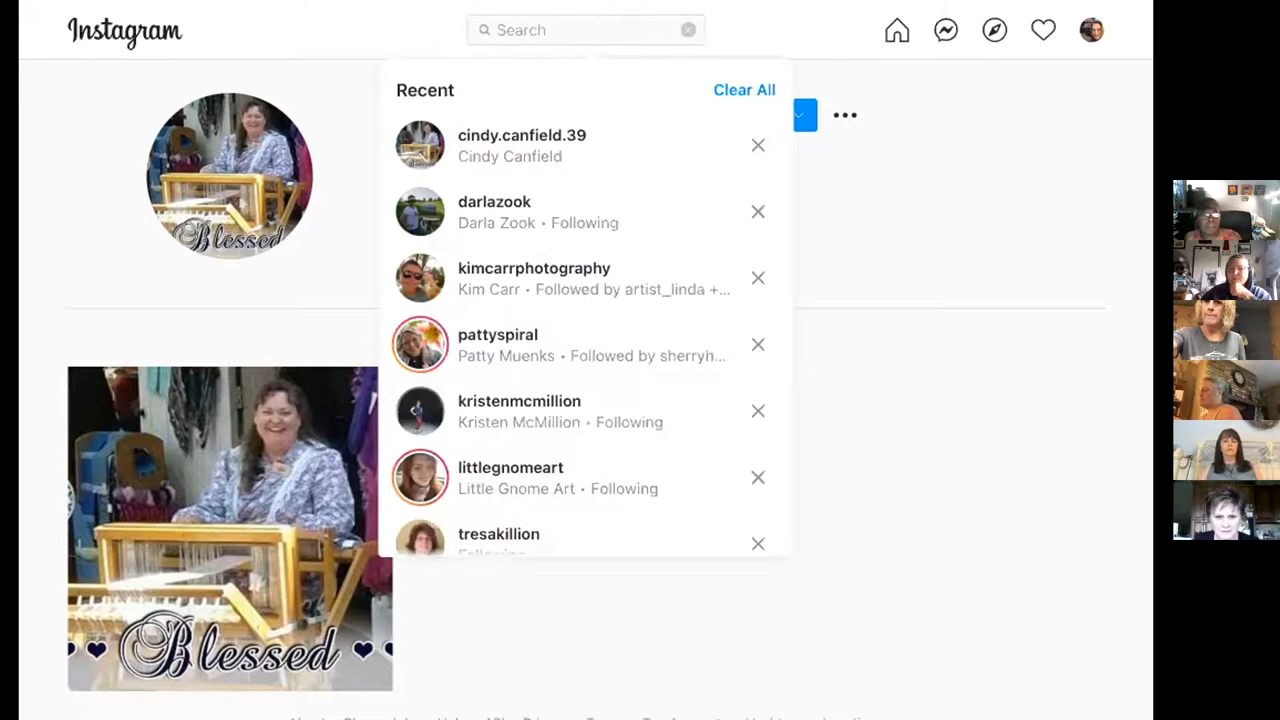 Instagram
Search
Recent
Clear All
cindy.canfield.39
Cindy Canfield
darlazook
Darla Zook • Following
kimcarrphotography
Kim Carr • Followed by artist_linda +...
pattyspiral
Patty Muenks • Followed by sherryh...
kristenmcmillion
Kristen McMillion • Following
littlegnomeart
Little Gnome Art • Following
tresakillion
Following
Blessed
Blessed